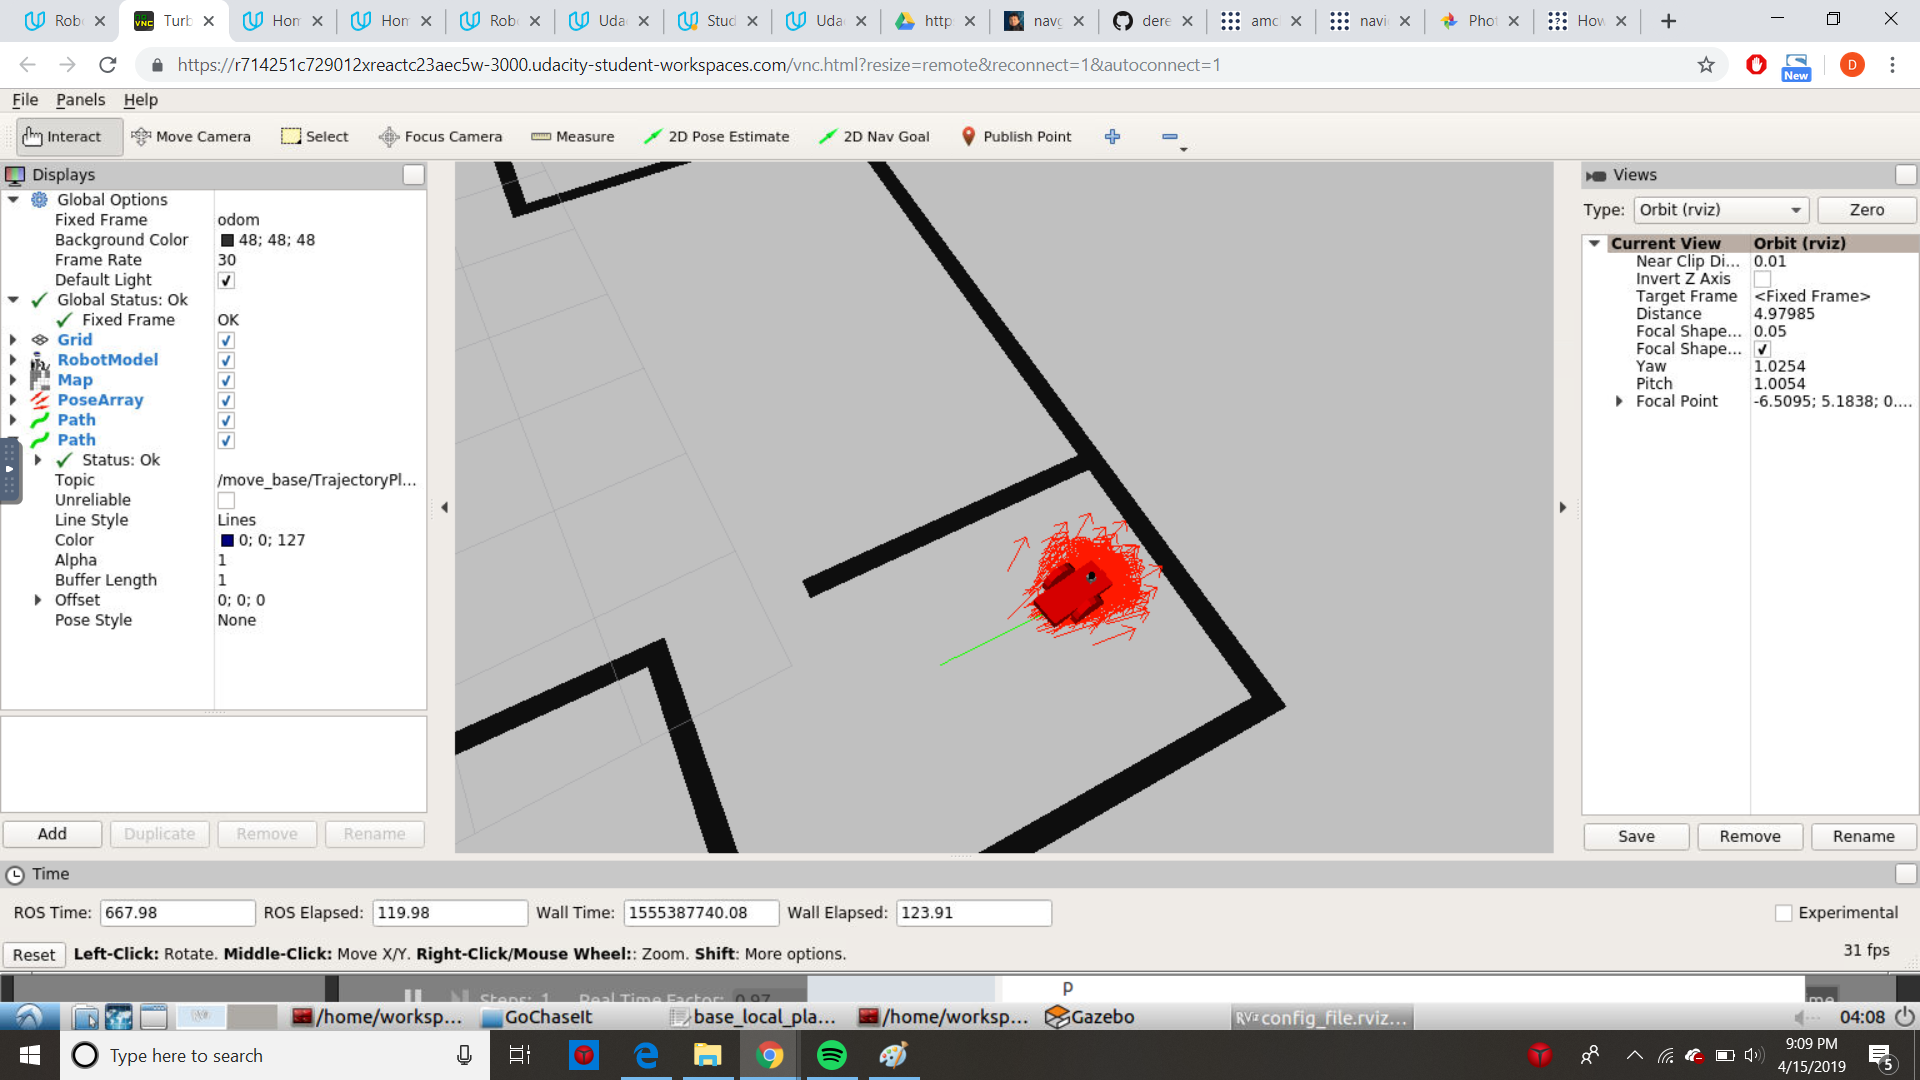 Robo
Turb
Hom
Hom
Robo
Uda
Stud
Uda
http
navg
dere
amcl
navi
Phot
How
https://r714251c729012xreactc23aec5w-3000.udacity-student-workspaces.com/vnc.html?resize=remote&reconnect=1&autoconnect=1
New
D
File Panels Help
Interact Move Camera Select Focus Camera Measure 2D Pose Estimate 2D Nav Goal Publish Point
Displays
Global Options
Fixed Frame odom
Background Color 48; 48; 48
Frame Rate 30
Default Light
Global Status: Ok
Fixed Frame OK
Grid
RobotModel
Map
PoseArray
Path
Path
Status: Ok
Topic /move_base/TrajectoryPl...
Unreliable
Line Style Lines
Color 0; 0; 127
Alpha 1
Buffer Length 1
Offset 0; 0; 0
Pose Style None
Add Duplicate Remove Rename
Views
Type: Orbit (rviz) Zero
Current View Orbit (rviz)
Near Clip Di... 0.01
Invert Z Axis
Target Frame <Fixed Frame>
Distance 4.97985
Focal Shape... 0.05
Focal Shape...
Yaw 1.0254
Pitch 1.0054
Focal Point -6.5095; 5.1838; 0....
Save Remove Rename
Time
ROS Time: 667.98 ROS Elapsed: 119.98 Wall Time: 1555387740.08 Wall Elapsed: 123.91 Experimental
Reset Left-Click: Rotate. Middle-Click: Move X/Y. Right-Click/Mouse Wheel:: Zoom. Shift: More options. 31 fps
Steps: 1 Real Time Factor: 0.97 p me
/home/worksp... GoChaseIt base_local_pla... /home/worksp... Gazebo config_file.rviz... 04:08
Type here to search
9:09 PM
4/15/2019
5